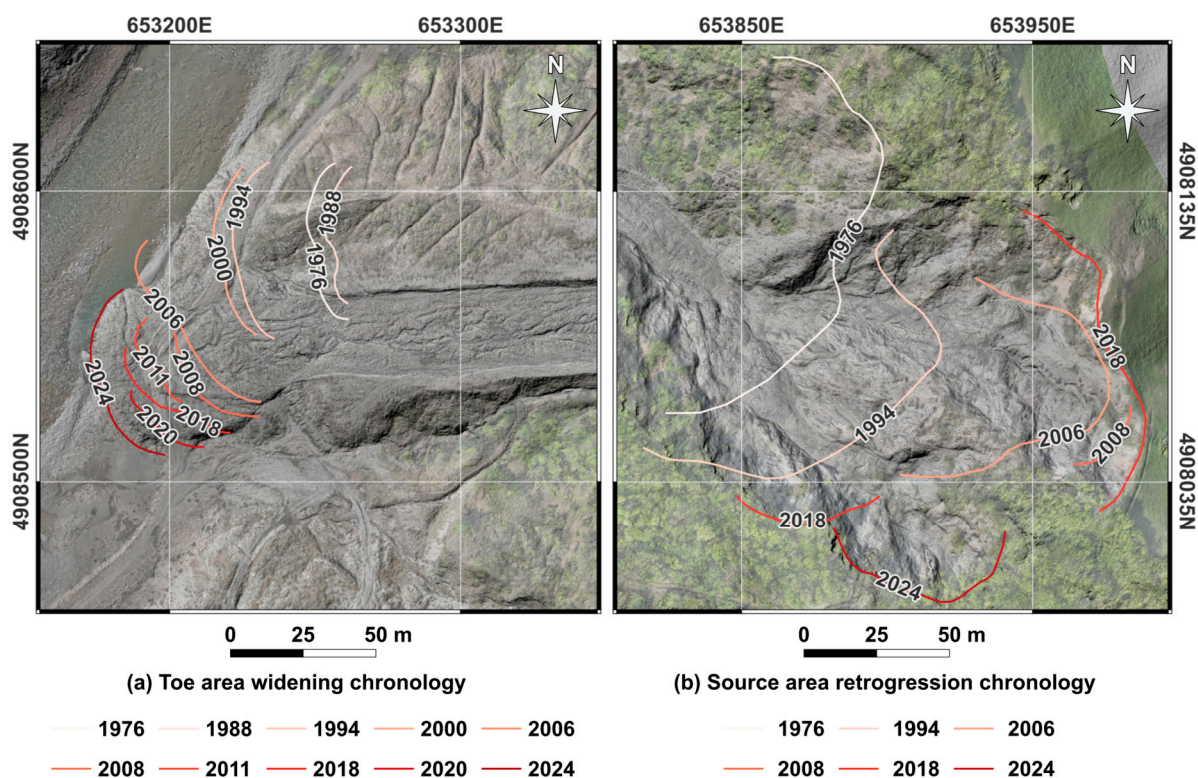 653200E 653300E 653850E 653950E
N N
4908600N 4908135N
1994 1988 1976
2000 1976
2006
2011 2008 2018
2024 1994
2020 2018 2006 2008
4908500N 4908035N
2018
2024
0 25 50 m 0 25 50 m
(a) Toe area widening chronology (b) Source area retrogression chronology
1976 1988 1994 2000 2006 1976 1994 2006
2008 2011 2018 2020 2024 2008 2018 2024